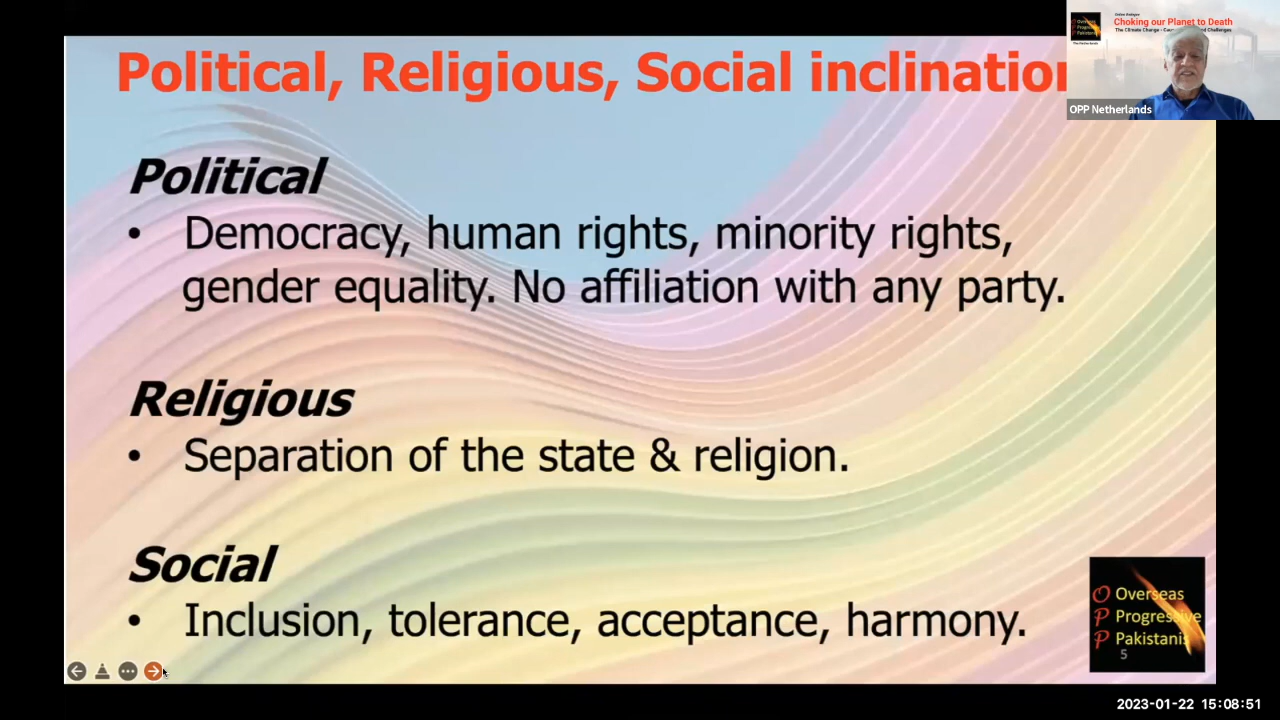 Political, Religious, Social inclination
Political
• Democracy, human rights, minority rights,
gender equality. No affiliation with any party.
Religious
• Separation of the state & religion.
Social
• Inclusion, tolerance, acceptance, harmony.
Overseas
Progressive
Pakistanis
O
P
P
5
Choking our Planet to Death
The Climate Change -
Challenges
OPP Netherlands
2023-01-22 15:08:51